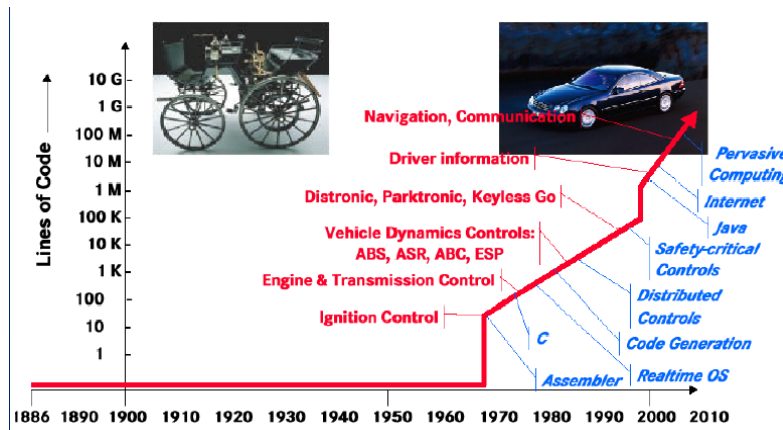 Lines of Code
10 G
1 G
100 M
10 M
1 M
100 K
10 K
1 K
100
10
1
Navigation, Communication
Driver information
Distronic, Parktronic, Keyless Go
Vehicle Dynamics Controls:
ABS, ASR, ABC, ESP
Engine & Transmission Control
Ignition Control
Pervasive
Computing
Internet
Java
Safety-critical
Controls
Distributed
Controls
Code Generation
Realtime OS
C
Assembler
1886 1890 1900 1910 1920 1930 1940 1950 1960 1970 1980 1990 2000 2010